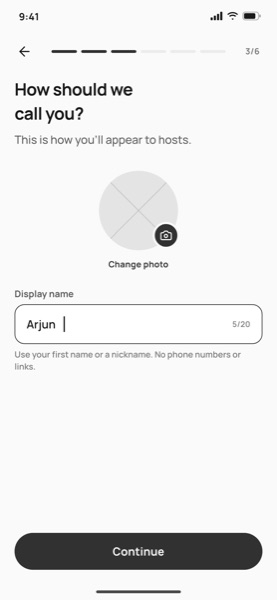 9:41
3/6
How should we
call you?
This is how you'll appear to hosts.
Change photo
Display name
Arjun
5/20
Use your first name or a nickname. No phone numbers or
links.
Continue